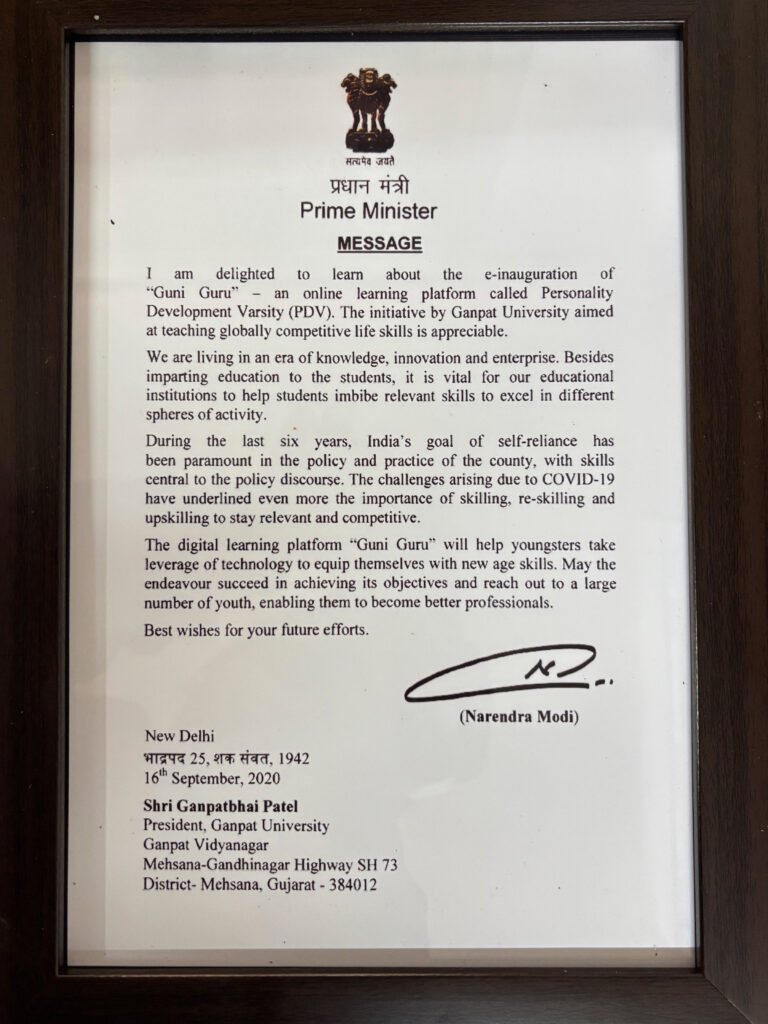 सत्यमेव जयते
प्रधान मंत्री
Prime Minister
MESSAGE
I am delighted to learn about the e-inauguration of
“Guni Guru” – an online learning platform called Personality
Development Varsity (PDV). The initiative by Ganpat University aimed
at teaching globally competitive life skills is appreciable.
We are living in an era of knowledge, innovation and enterprise. Besides
imparting education to the students, it is vital for our educational
institutions to help students imbibe relevant skills to excel in different
spheres of activity.
During the last six years, India’s goal of self-reliance has
been paramount in the policy and practice of the county, with skills
central to the policy discourse. The challenges arising due to COVID-19
have underlined even more the importance of skilling, re-skilling and
upskilling to stay relevant and competitive.
The digital learning platform “Guni Guru” will help youngsters take
leverage of technology to equip themselves with new age skills. May the
endeavour succeed in achieving its objectives and reach out to a large
number of youth, enabling them to become better professionals.
Best wishes for your future efforts.
(Narendra Modi)
New Delhi
भाद्रपद 25, शक संवत, 1942
16th September, 2020
Shri Ganpatbhai Patel
President, Ganpat University
Ganpat Vidyanagar
Mehsana-Gandhinagar Highway SH 73
District- Mehsana, Gujarat - 384012